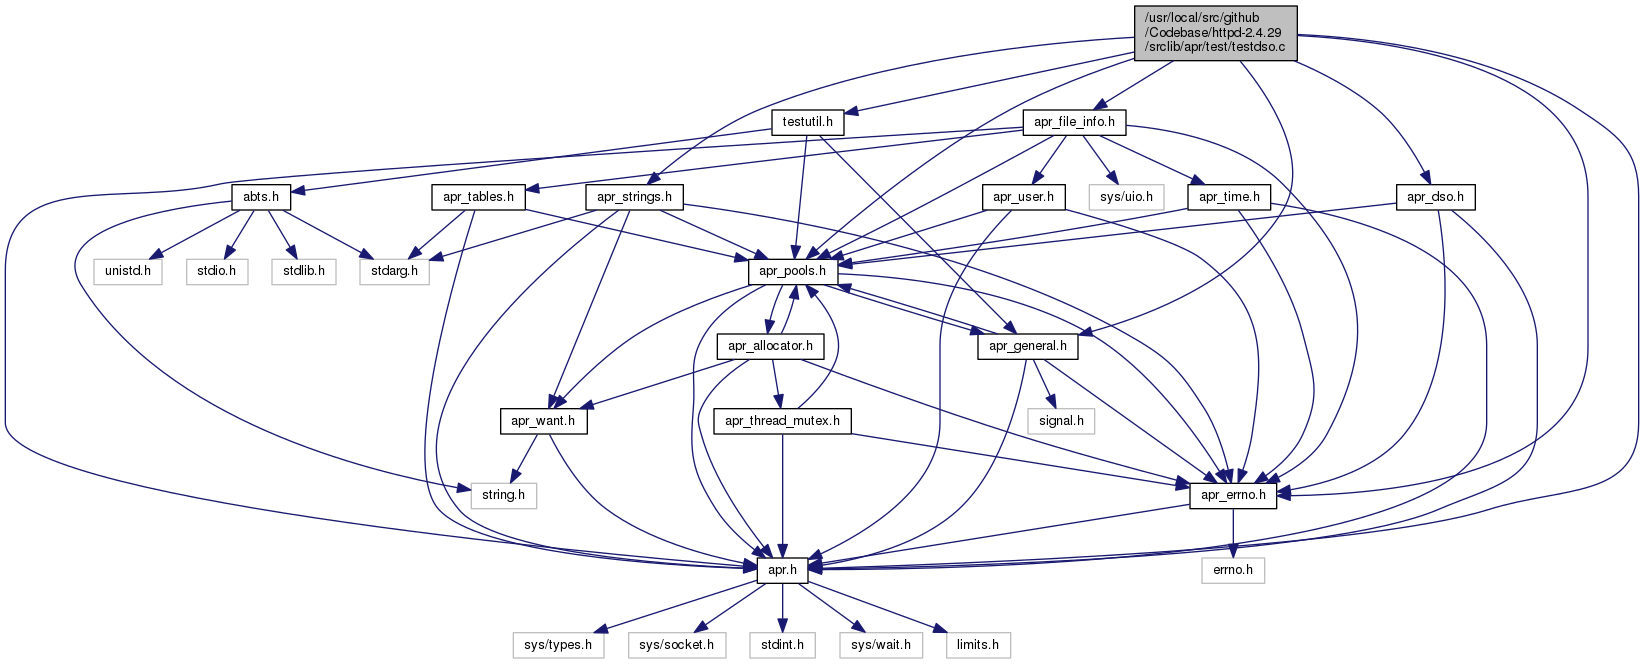 /usr/local/src/github
/Codebase/httpd-2.4.29
/srclib/apr/test/testdso.c
testutil.h
apr_file_info.h
abts.h
apr_tables.h
apr_strings.h
apr_user.h
sys/uio.h
apr_time.h
apr_dso.h
unistd.h
stdio.h
stdlib.h
stdarg.h
apr_pools.h
apr_allocator.h
apr_general.h
apr_want.h
apr_thread_mutex.h
signal.h
string.h
apr_errno.h
apr.h
errno.h
sys/types.h
sys/socket.h
stdint.h
sys/wait.h
limits.h